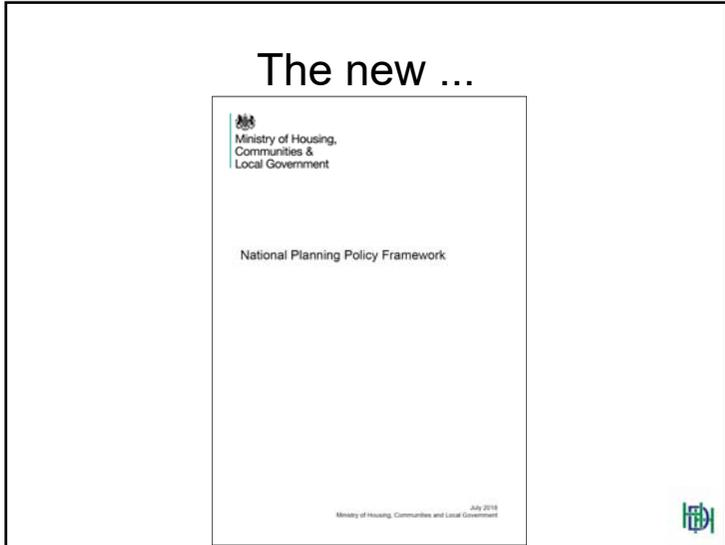 The new ...
Ministry of Housing,
Communities &
Local Government
National Planning Policy Framework
July 2018
Ministry of Housing, Communities and Local Government
HDH